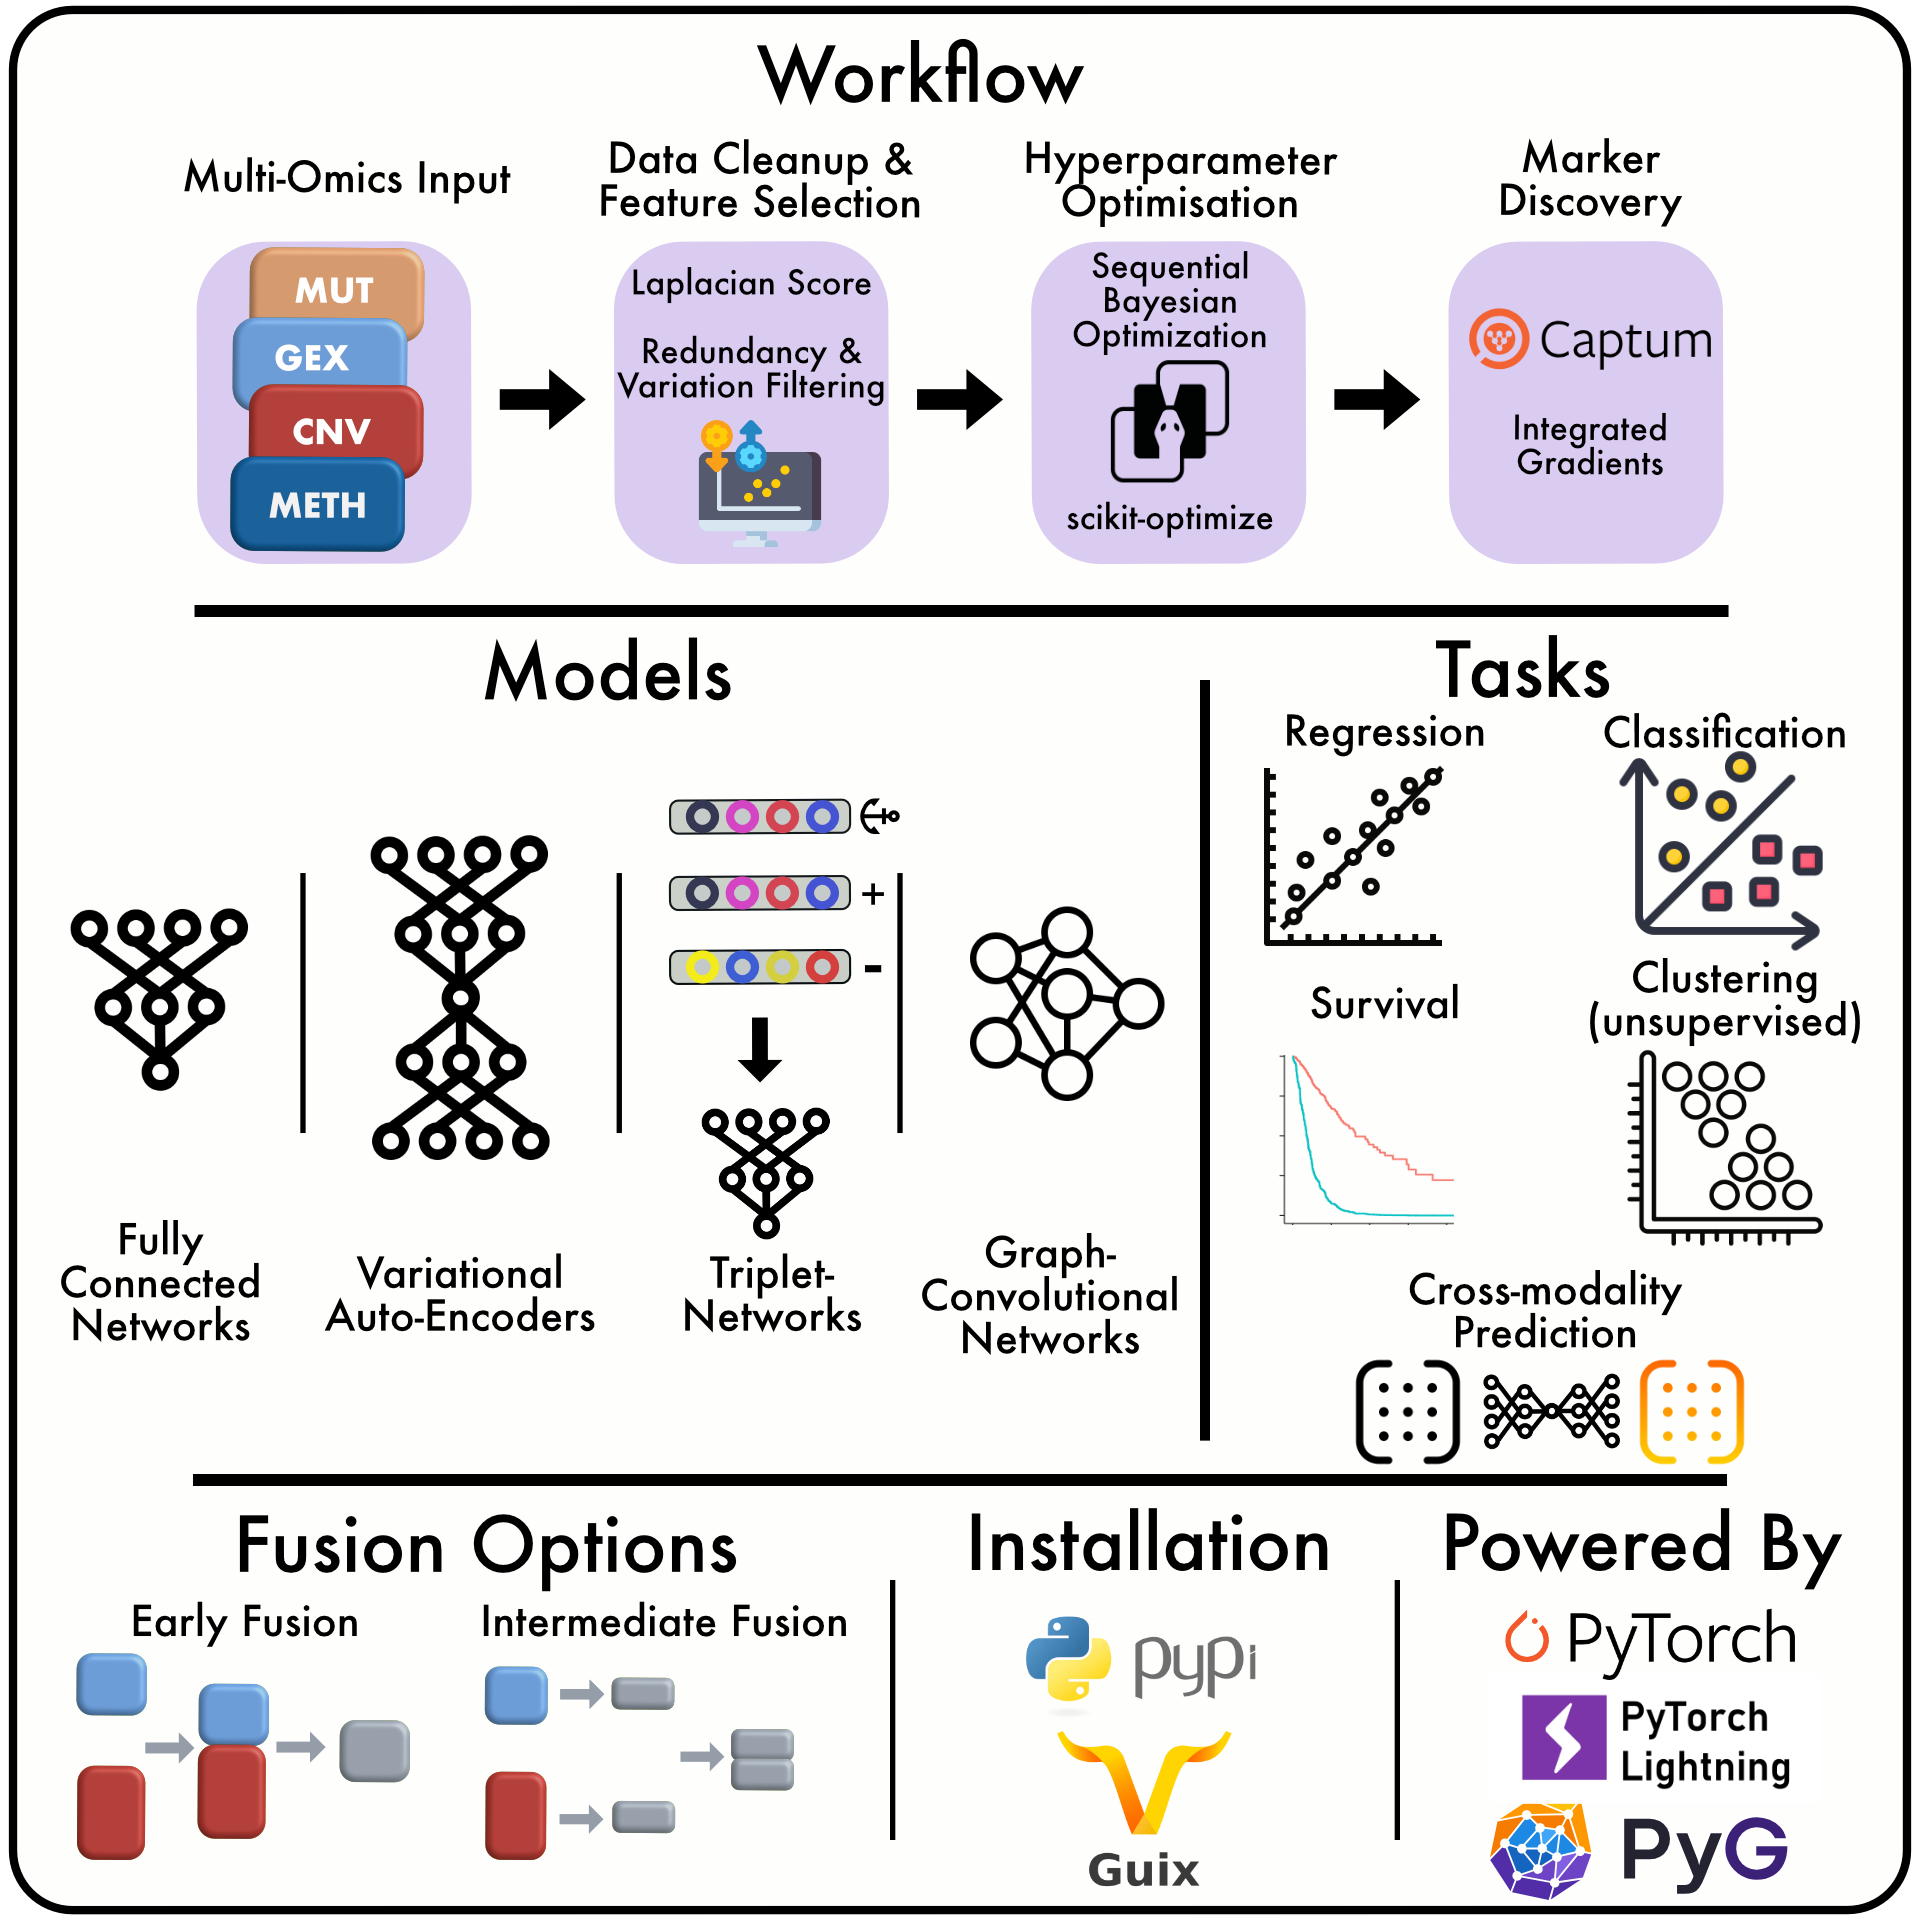 Workflow
Multi-Omics Input
MUT
GEX
CNV
METH
Data Cleanup &
Feature Selection
Laplacian Score
Redundancy &
Variation Filtering
Hyperparameter
Optimisation
Sequential
Bayesian
Optimization
scikit-optimize
Marker
Discovery
Captum
Integrated
Gradients
Models
Fully
Connected
Networks
Variational
Auto-Encoders
+
-
Triplet-
Networks
Graph-
Convolutional
Networks
Tasks
Regression
Classification
Survival
Clustering
(unsupervised)
Cross-modality
Prediction
Fusion Options
Early Fusion
Intermediate Fusion
Installation
pypi
Guix
Powered By
PyTorch
PyTorch
Lightning
PyG